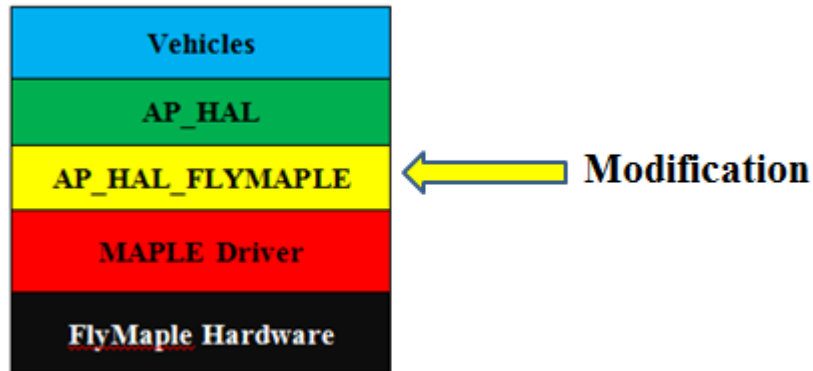 Vehicles
AP_HAL
AP_HAL_FLYMAPLE
Modification
MAPLE Driver
FlyMaple Hardware